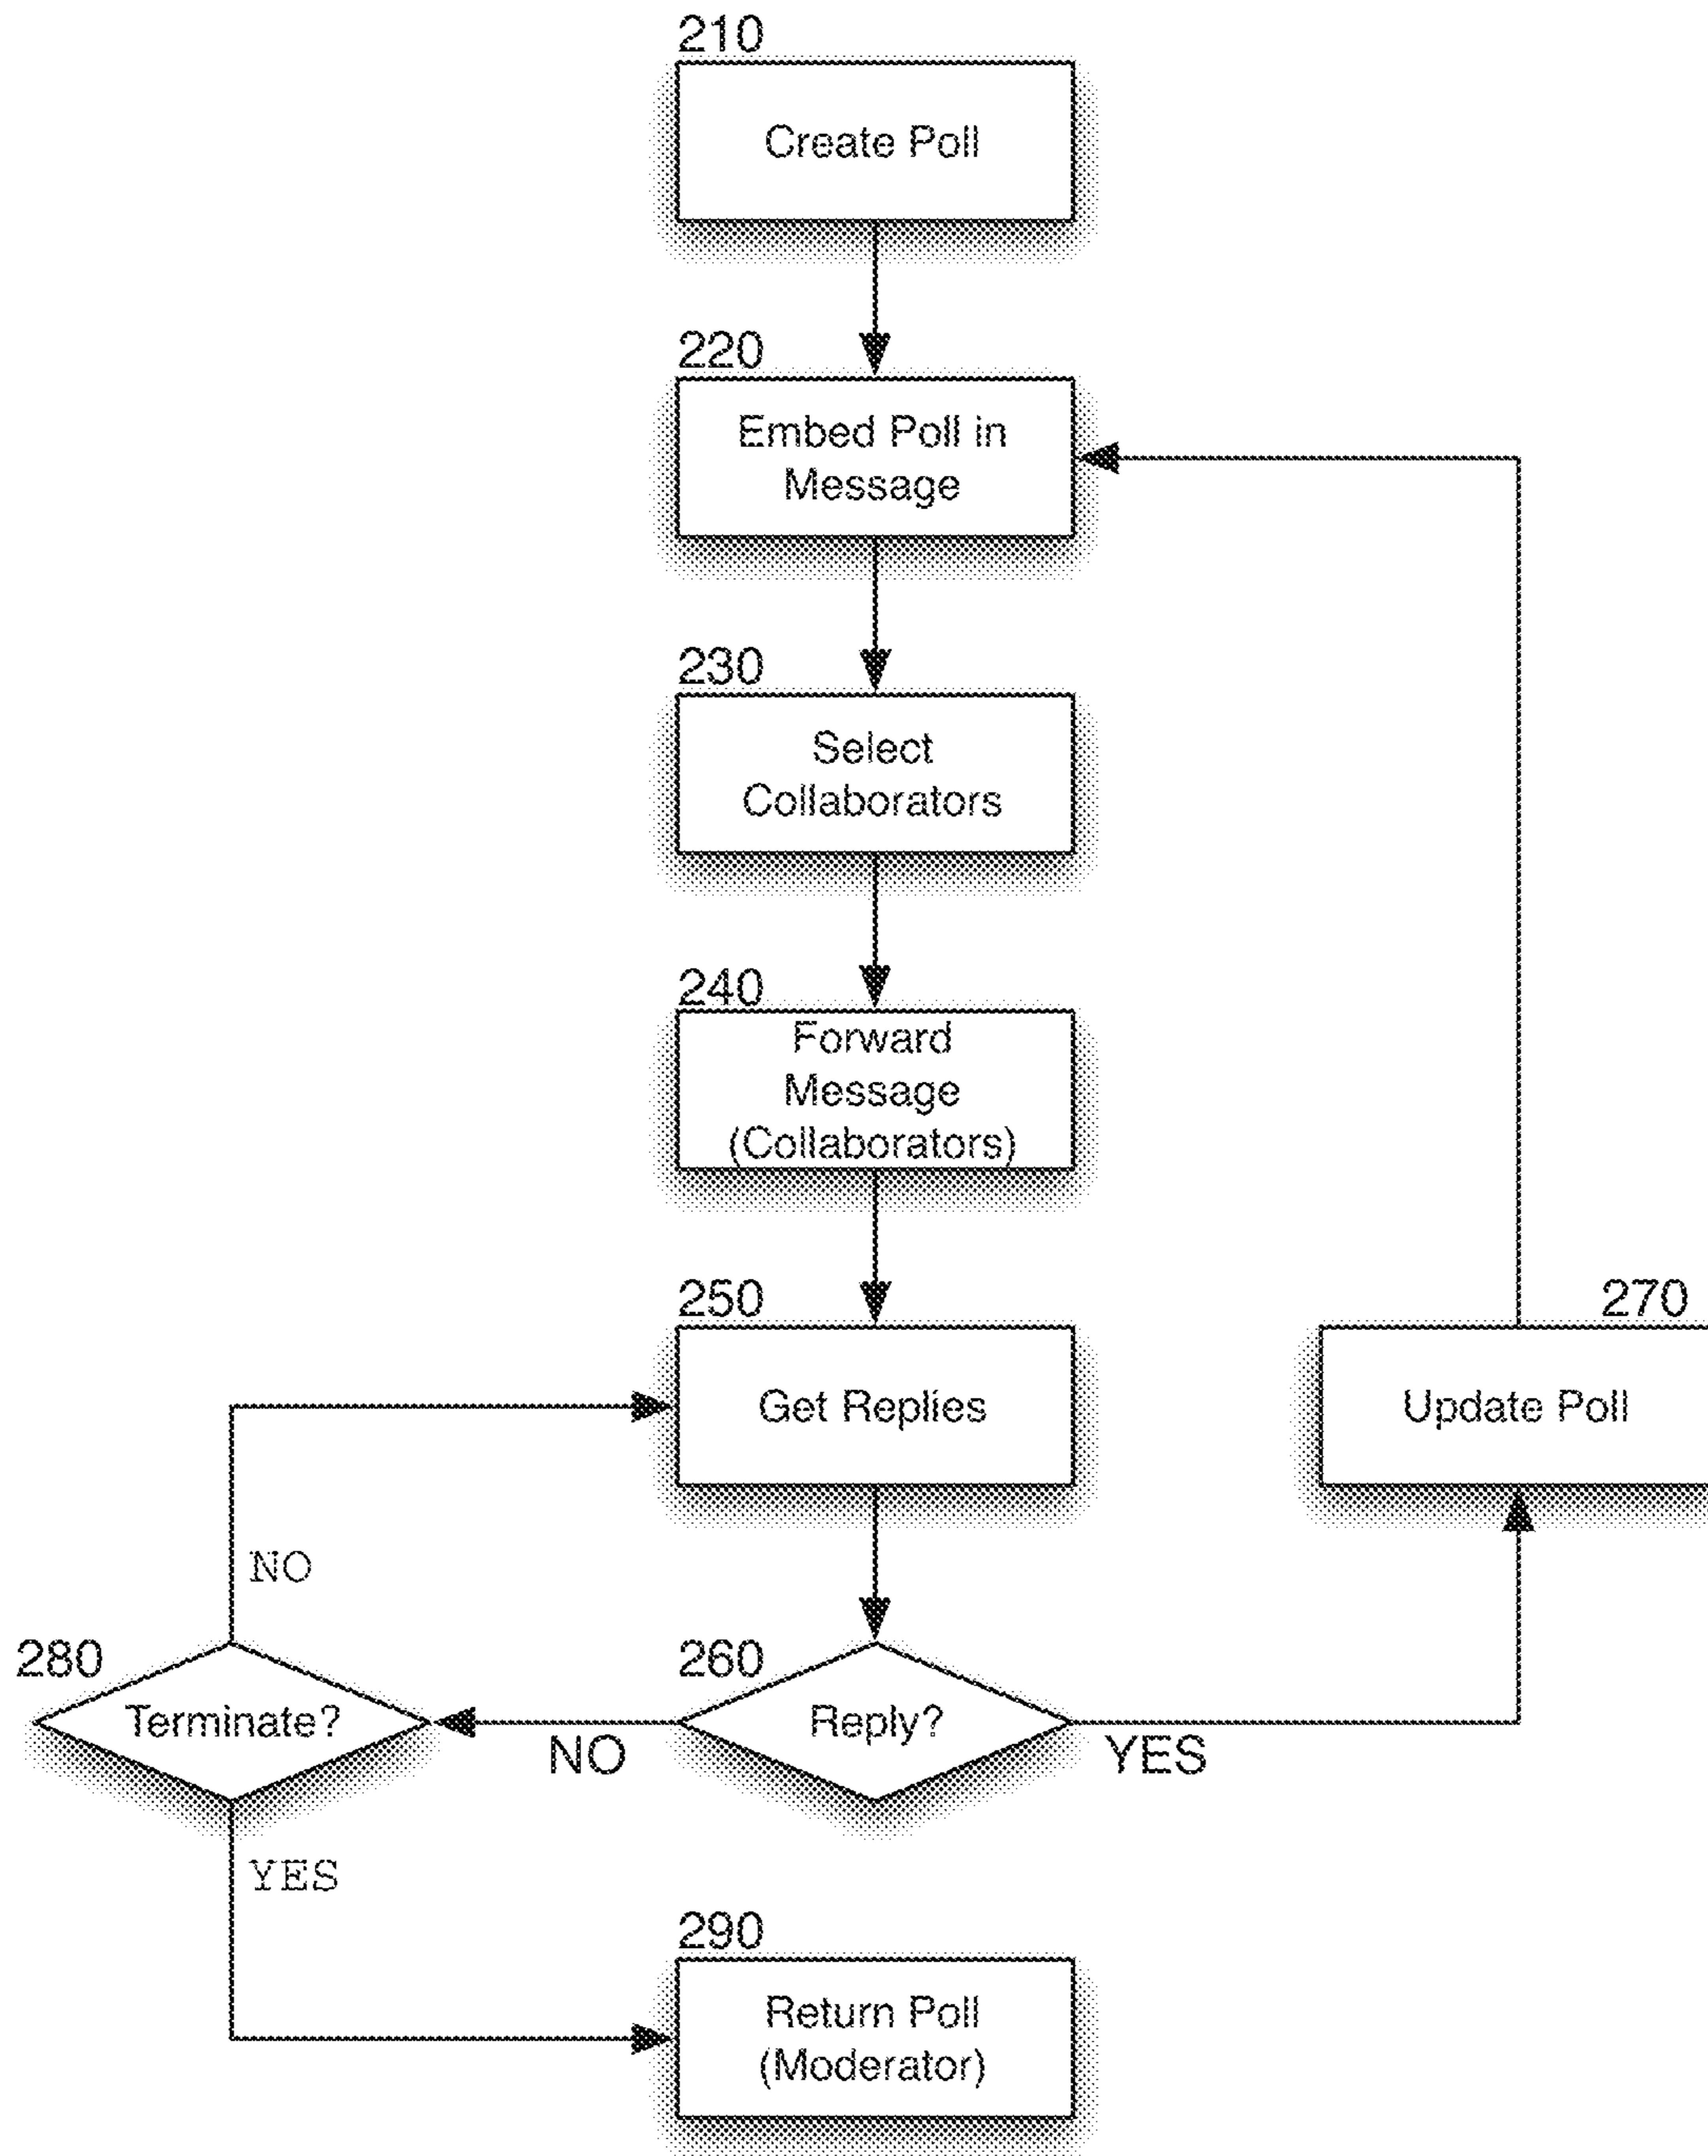 210
Create Poll
220
Embed Poll in
Message
230
Select
Collaborators
240
Forward
Message
(Collaborators)
250
Get Replies
270
Update Poll
NO
280
Terminate?
260
Reply?
NO
YES
YES
290
Return Poll
(Moderator)